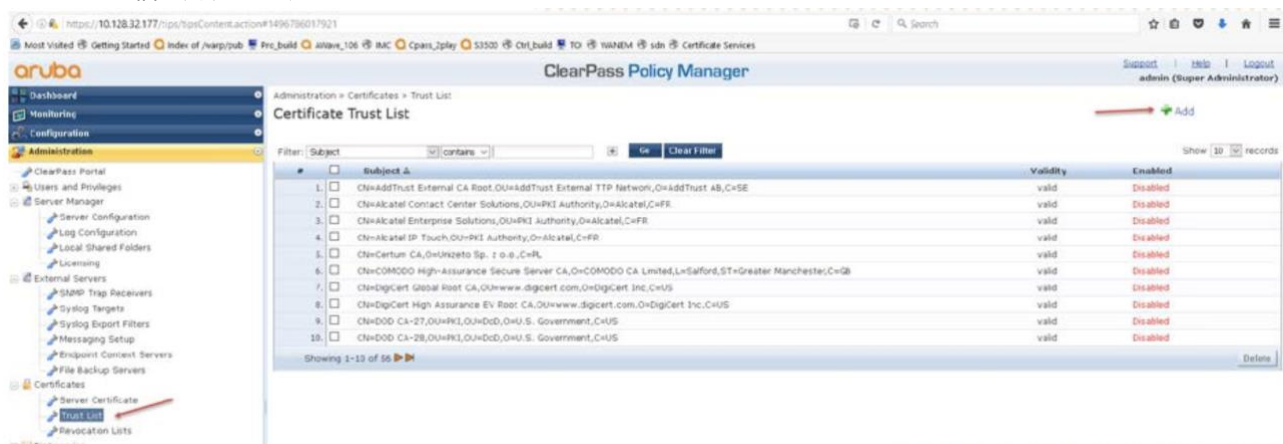 https://10.128.32.177/tips/tipsContent.action#1496796017921
Search
Most Visited Getting Started Index of /warp/pub Prc_build AWave_106 IMC Cpass_2play S3500 Ctrl_build TO WANEM sdn Certificate Services
aruba
ClearPass Policy Manager
Support | Help | Logout
admin (Super Administrator)
Dashboard
Monitoring
Configuration
Administration
ClearPass Portal
Users and Privileges
Server Manager
Server Configuration
Log Configuration
Local Shared Folders
Licensing
External Servers
SNMP Trap Receivers
Syslog Targets
Syslog Export Filters
Messaging Setup
Endpoint Context Servers
File Backup Servers
Certificates
Server Certificate
Trust List
Revocation Lists
Administration » Certificates » Trust List
Certificate Trust List
Add
Filter: Subject contains Go Clear Filter Show 10 records
# Subject Validity Enabled
1. CN=AddTrust External CA Root,OU=AddTrust External TTP Network,O=AddTrust AB,C=SE valid Disabled
2. CN=Alcatel Contact Center Solutions,OU=PKI Authority,O=Alcatel,C=FR valid Disabled
3. CN=Alcatel Enterprise Solutions,OU=PKI Authority,O=Alcatel,C=FR valid Disabled
4. CN=Alcatel IP Touch,OU=PKI Authority,O=Alcatel,C=FR valid Disabled
5. CN=Certum CA,O=Unizeto Sp. z o.o.,C=PL valid Disabled
6. CN=COMODO High-Assurance Secure Server CA,O=COMODO CA Limited,L=Salford,ST=Greater Manchester,C=GB valid Disabled
7. CN=DigiCert Global Root CA,OU=www.digicert.com,O=DigiCert Inc,C=US valid Disabled
8. CN=DigiCert High Assurance EV Root CA,OU=www.digicert.com,O=DigiCert Inc,C=US valid Disabled
9. CN=DOD CA-27,OU=PKI,OU=DoD,O=U.S. Government,C=US valid Disabled
10. CN=DOD CA-28,OU=PKI,OU=DoD,O=U.S. Government,C=US valid Disabled
Showing 1-10 of 56
Delete